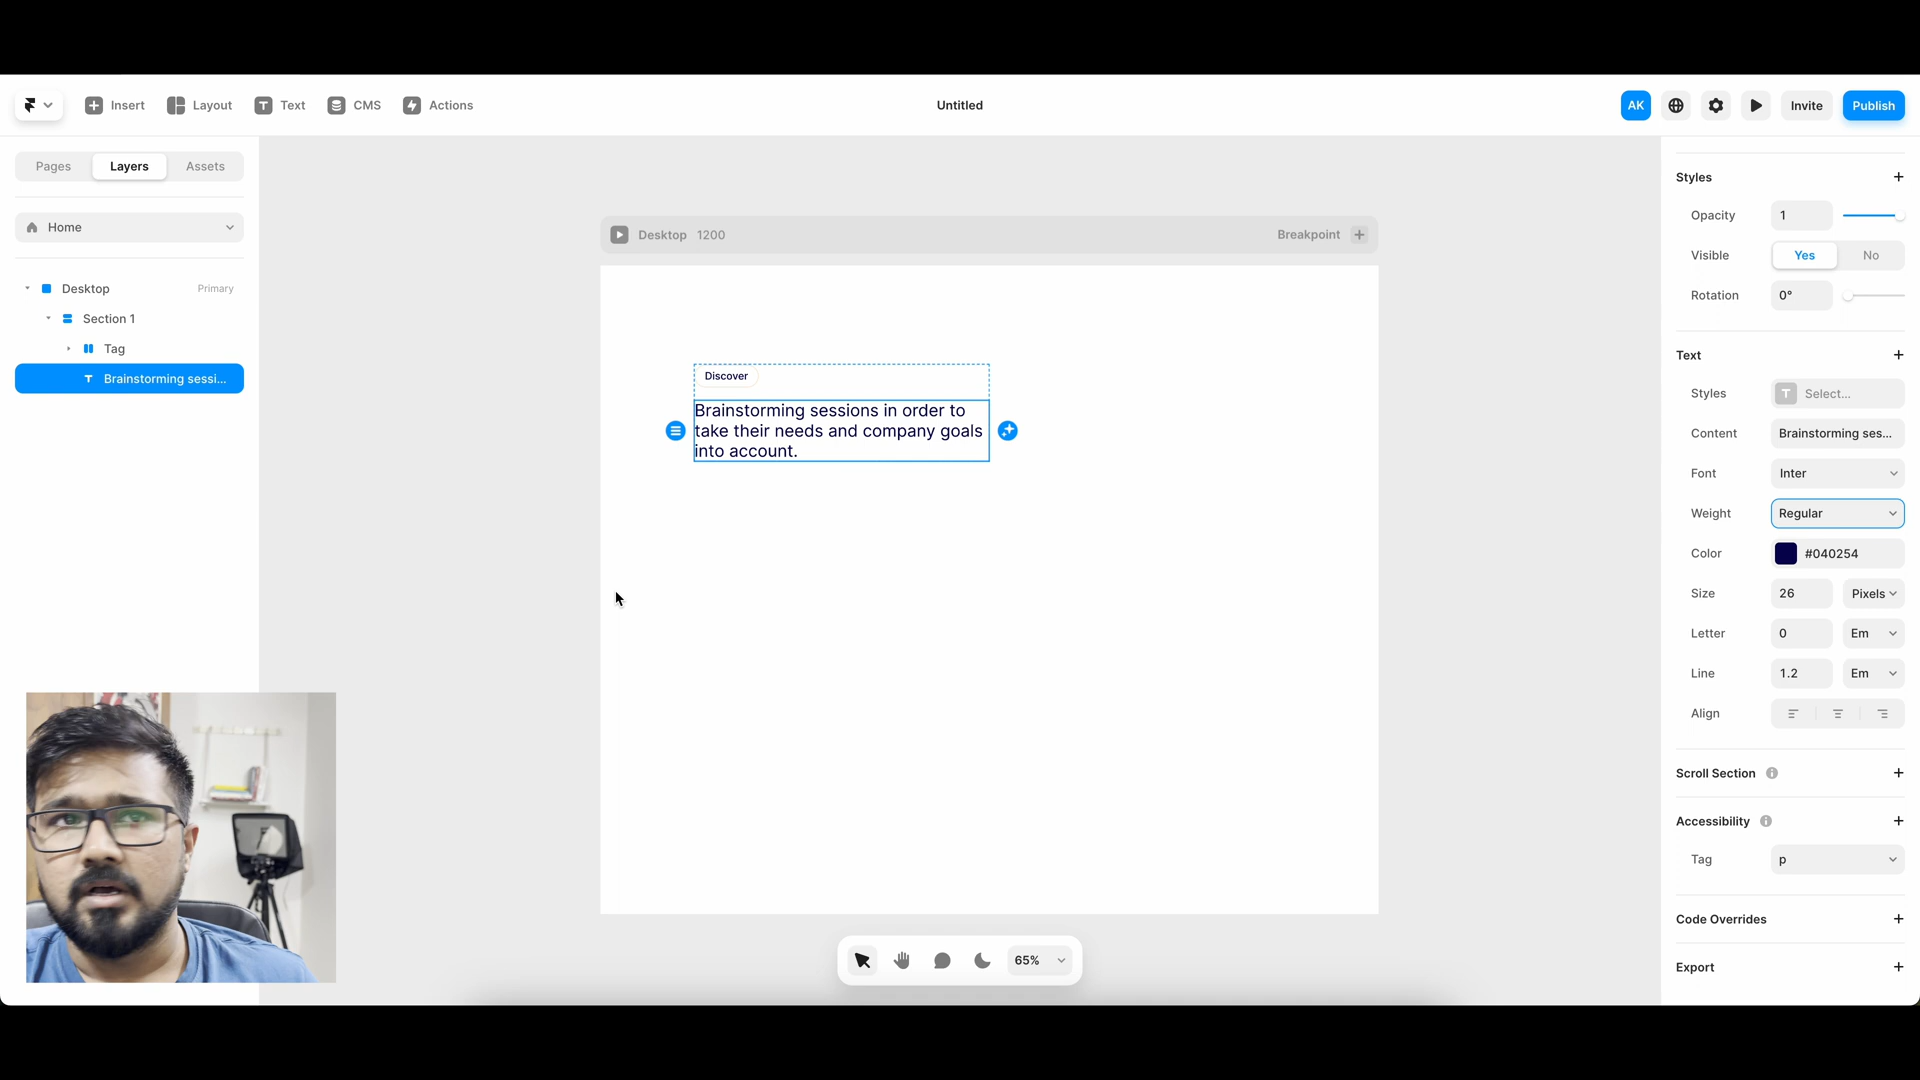 Insert
Layout
Text
CMS
Actions
Untitled
AK
Invite
Publish
Pages
Layers
Assets
Home
Desktop
Primary
Section 1
Tag
Brainstorming sessi...
Desktop 1200
Breakpoint
Discover
Brainstorming sessions in order to
take their needs and company goals
into account.
65%
Styles
Opacity
1
Visible
Yes
No
Rotation
0°
Text
Styles
Select...
Content
Brainstorming ses...
Font
Inter
Weight
Regular
Color
#040254
Size
26
Pixels
Letter
0
Em
Line
1.2
Em
Align
Scroll Section
Accessibility
Tag
p
Code Overrides
Export